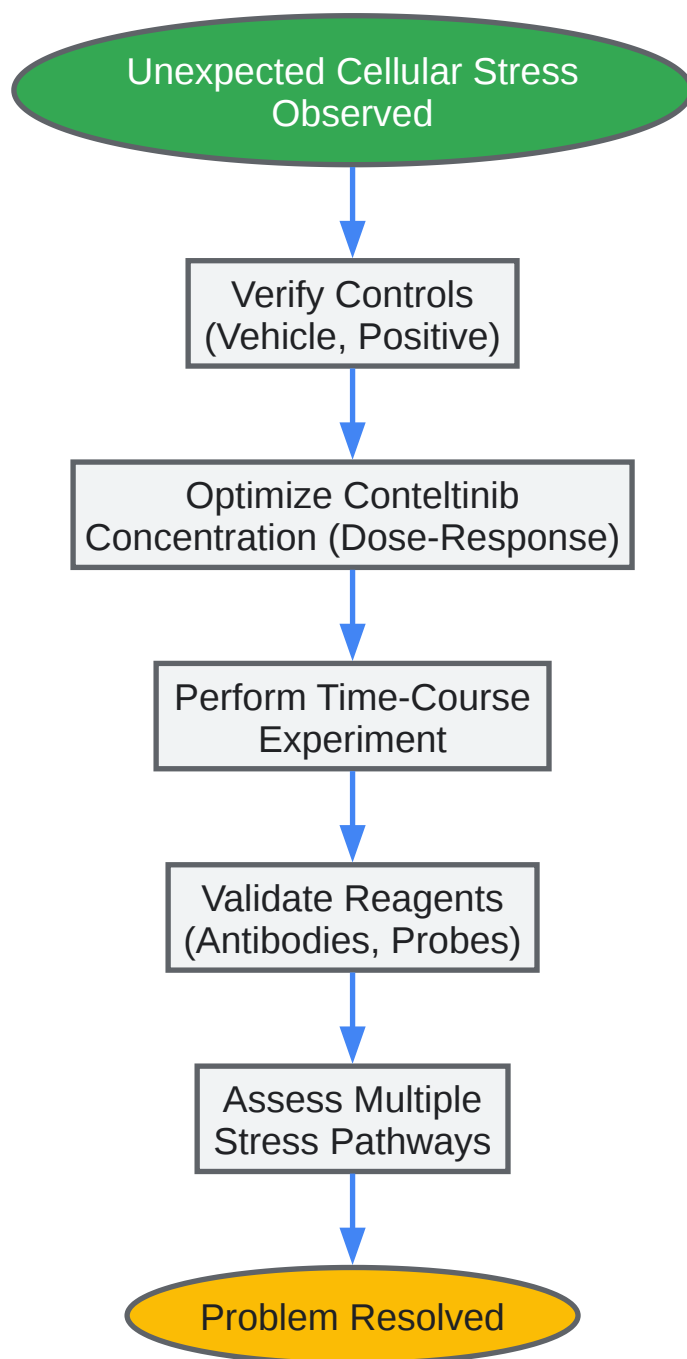 Unexpected Cellular Stress
Observed
Verify Controls
(Vehicle, Positive)
Optimize Conteltinib
Concentration (Dose-Response)
Perform Time-Course
Experiment
Validate Reagents
(Antibodies, Probes)
Assess Multiple
Stress Pathways
Problem Resolved